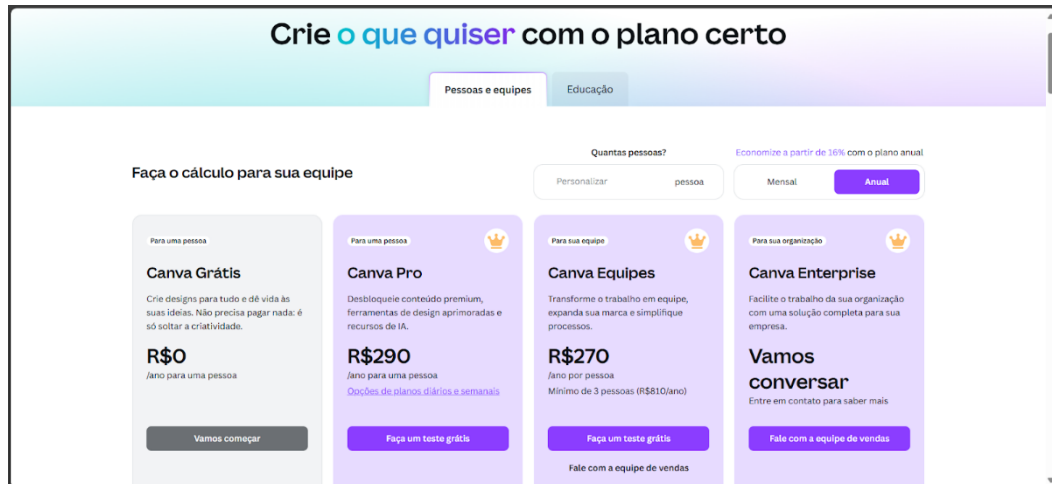 Crie o que quiser com o plano certo
Pessoas e equipes
Educação
Faça o cálculo para sua equipe
Quantas pessoas?
Personalizar
pessoa
Economize a partir de 16% com o plano anual
Mensal
Anual
Para uma pessoa
Canva Grátis
Crie designs para tudo e dê vida às
suas ideias. Não precisa pagar nada: é
só soltar a criatividade.
R$0
/ano para uma pessoa
Vamos começar
Para uma pessoa
Canva Pro
Desbloqueie conteúdo premium,
ferramentas de design aprimoradas e
recursos de IA.
R$290
/ano para uma pessoa
Opções de planos diários e semanais
Faça um teste grátis
Para sua equipe
Canva Equipes
Transforme o trabalho em equipe,
expanda sua marca e simplifique
processos.
R$270
/ano por pessoa
Mínimo de 3 pessoas (R$810/ano)
Faça um teste grátis
Fale com a equipe de vendas
Para sua organização
Canva Enterprise
Facilite o trabalho da sua organização
com uma solução completa para sua
empresa.
Vamos
conversar
Entre em contato para saber mais
Fale com a equipe de vendas